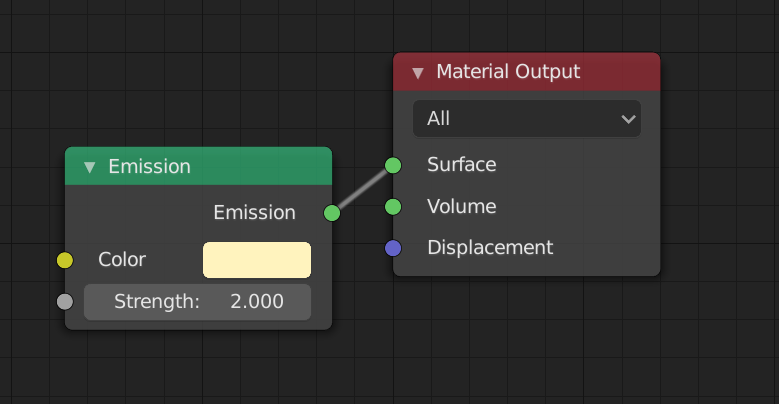 Material Output
All
Surface
Volume
Displacement
Emission
Emission
Color
Strength: 2.000